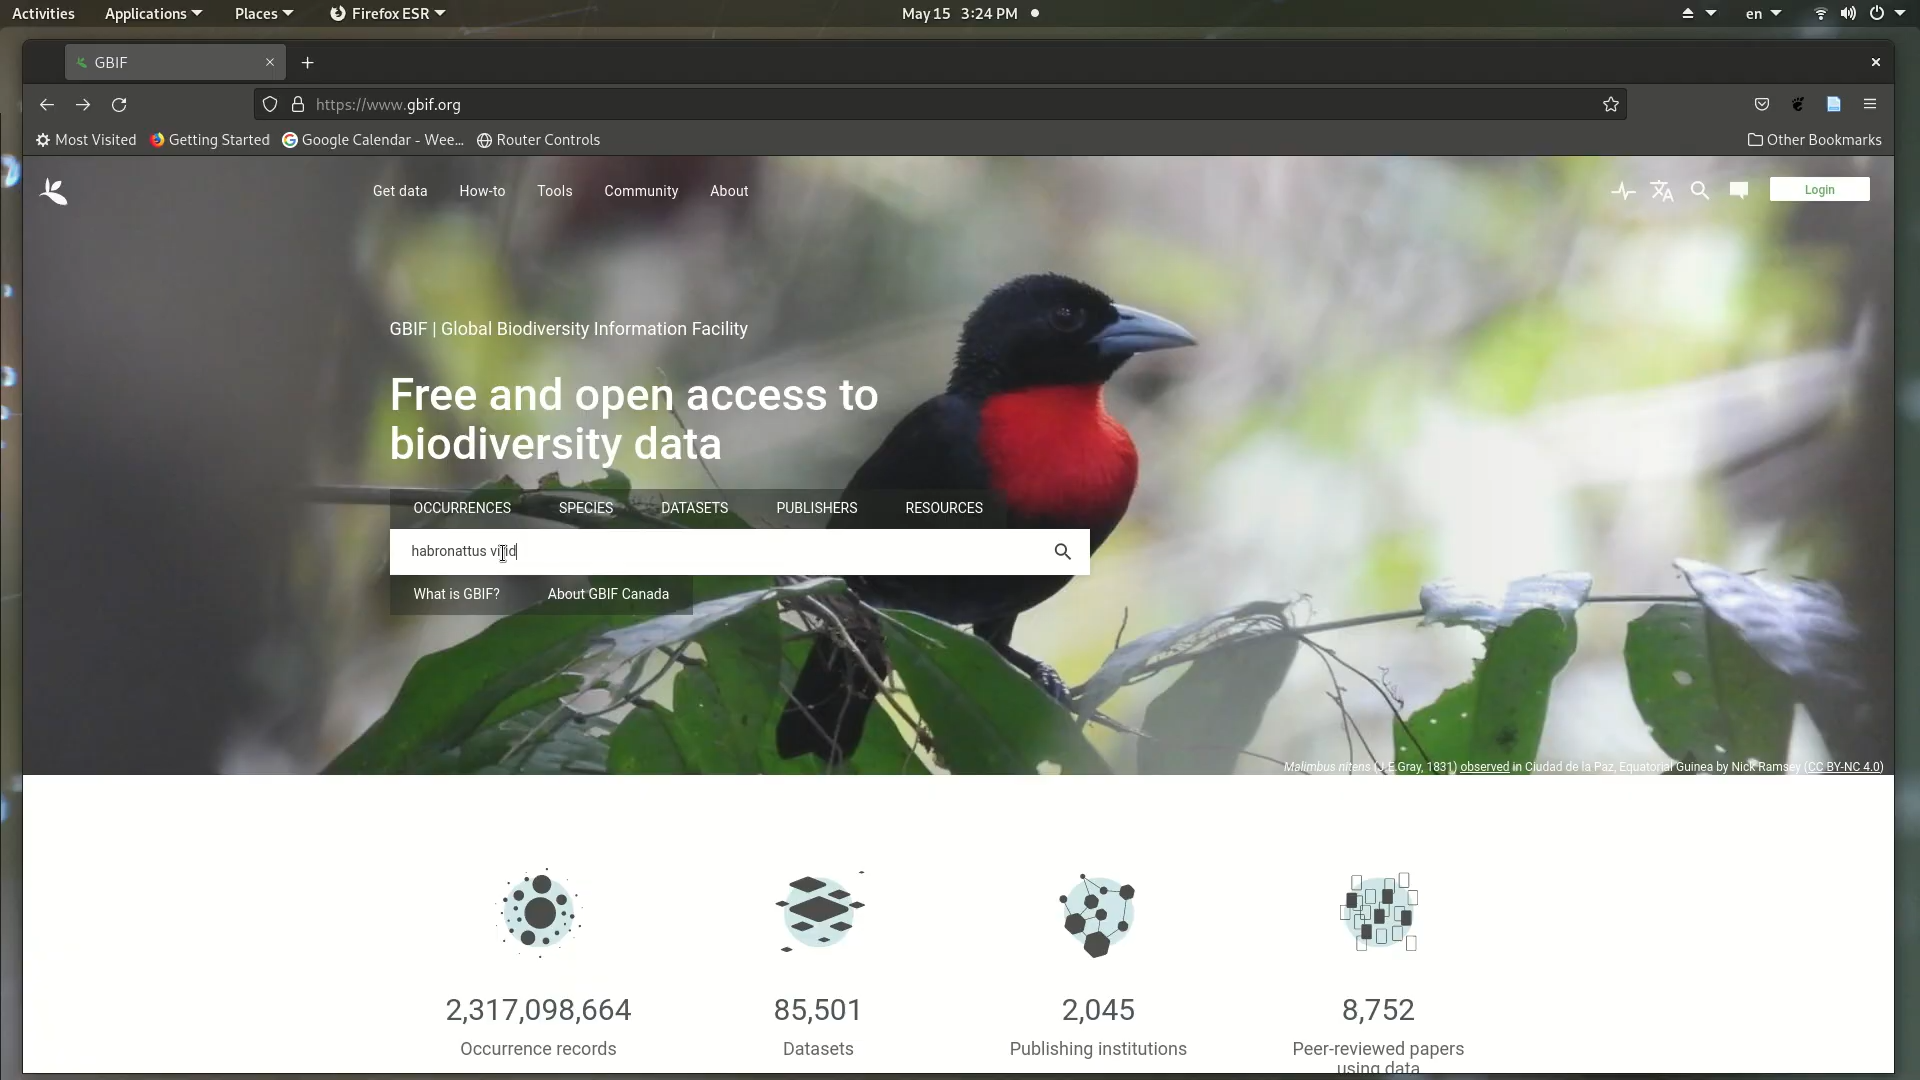 Activities Applications Places Firefox ESR May 15 3:24 PM en
GBIF
https://www.gbif.org
Most Visited Getting Started Google Calendar - Wee... Router Controls Other Bookmarks
Get data How-to Tools Community About Login
GBIF | Global Biodiversity Information Facility
Free and open access to
biodiversity data
OCCURRENCES SPECIES DATASETS PUBLISHERS RESOURCES
habronattus
What is GBIF? About GBIF Canada
Malimbus nitens (J.E.Gray, 1831) observed in Ciudad de la Paz, Equatorial Guinea by Nick Ramsey (CC BY-NC 4.0)
2,317,098,664 85,501 2,045 8,752
Occurrence records Datasets Publishing institutions Peer-reviewed papers
using data